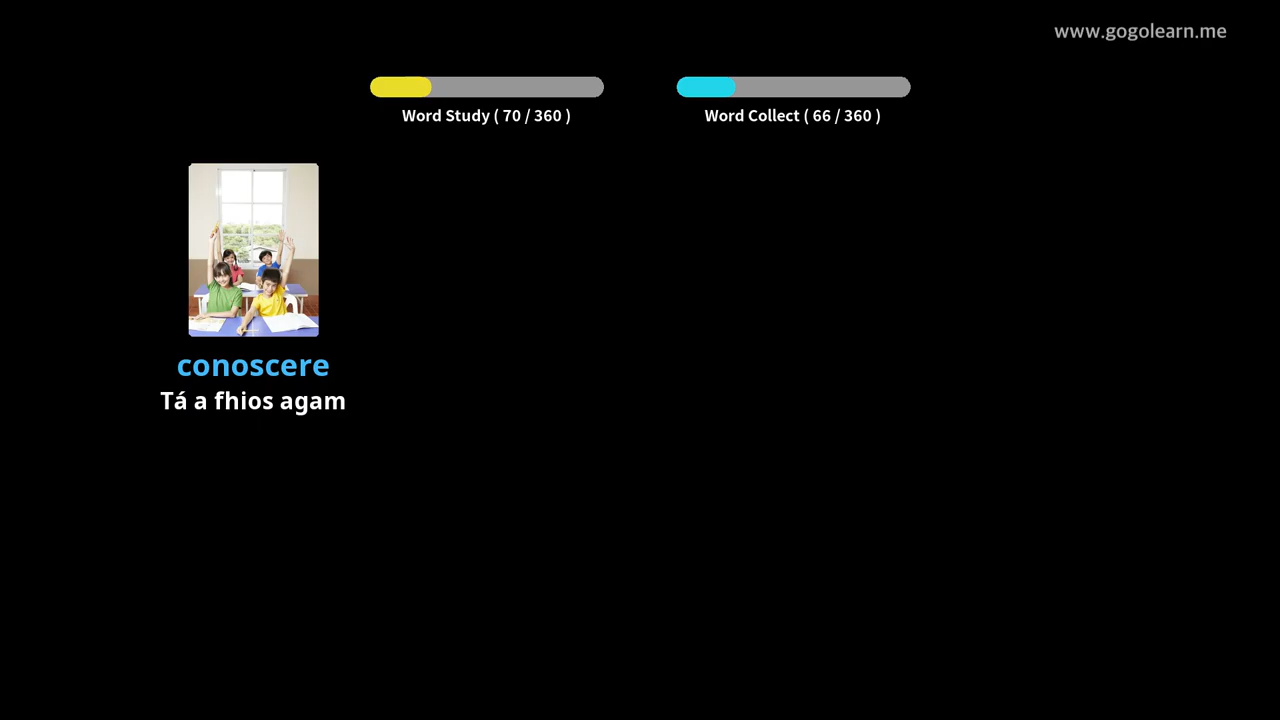 www.gogolearn.me
Word Study ( 70 / 360 )
Word Collect ( 66 / 360 )
conoscere
Tá a fhios agam